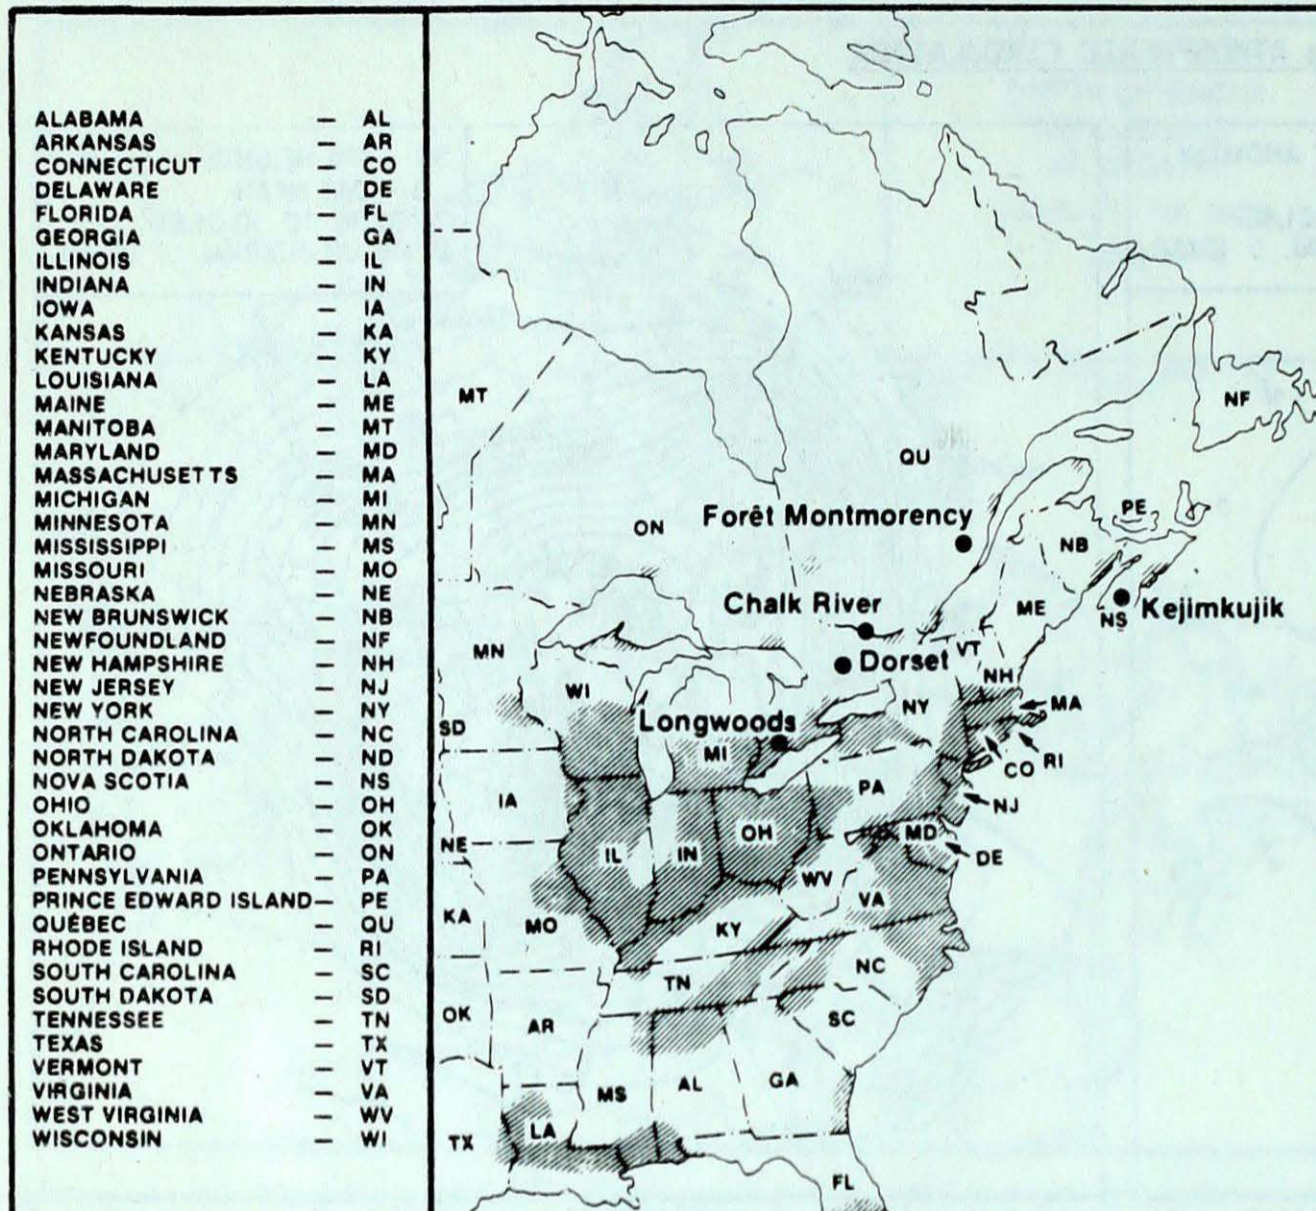 ALABAMA — AL
ARKANSAS — AR
CONNECTICUT — CO
DELAWARE — DE
FLORIDA — FL
GEORGIA — GA
ILLINOIS — IL
INDIANA — IN
IOWA — IA
KANSAS — KA
KENTUCKY — KY
LOUISIANA — LA
MAINE — ME
MANITOBA — MT
MARYLAND — MD
MASSACHUSETTS — MA
MICHIGAN — MI
MINNESOTA — MN
MISSISSIPPI — MS
MISSOURI — MO
NEBRASKA — NE
NEW BRUNSWICK — NB
NEWFOUNDLAND — NF
NEW HAMPSHIRE — NH
NEW JERSEY — NJ
NEW YORK — NY
NORTH CAROLINA — NC
NORTH DAKOTA — ND
NOVA SCOTIA — NS
OHIO — OH
OKLAHOMA — OK
ONTARIO — ON
PENNSYLVANIA — PA
PRINCE EDWARD ISLAND — PE
QUÉBEC — QU
RHODE ISLAND — RI
SOUTH CAROLINA — SC
SOUTH DAKOTA — SD
TENNESSEE — TN
TEXAS — TX
VERMONT — VT
VIRGINIA — VA
WEST VIRGINIA — WV
WISCONSIN — WI
MT
NF
QU
PE
ON
Forêt Montmorency
NB
Chalk River
ME
NS
Kejimkujik
MN
Dorset
VT
WI
NH
NY
MA
SD
Longwoods
MI
CO
RI
IA
PA
NJ
NE
IL
IN
OH
MD
DE
WV
VA
KA
MO
KY
NC
TN
OK
AR
SC
MS
AL
GA
LA
TX
FL